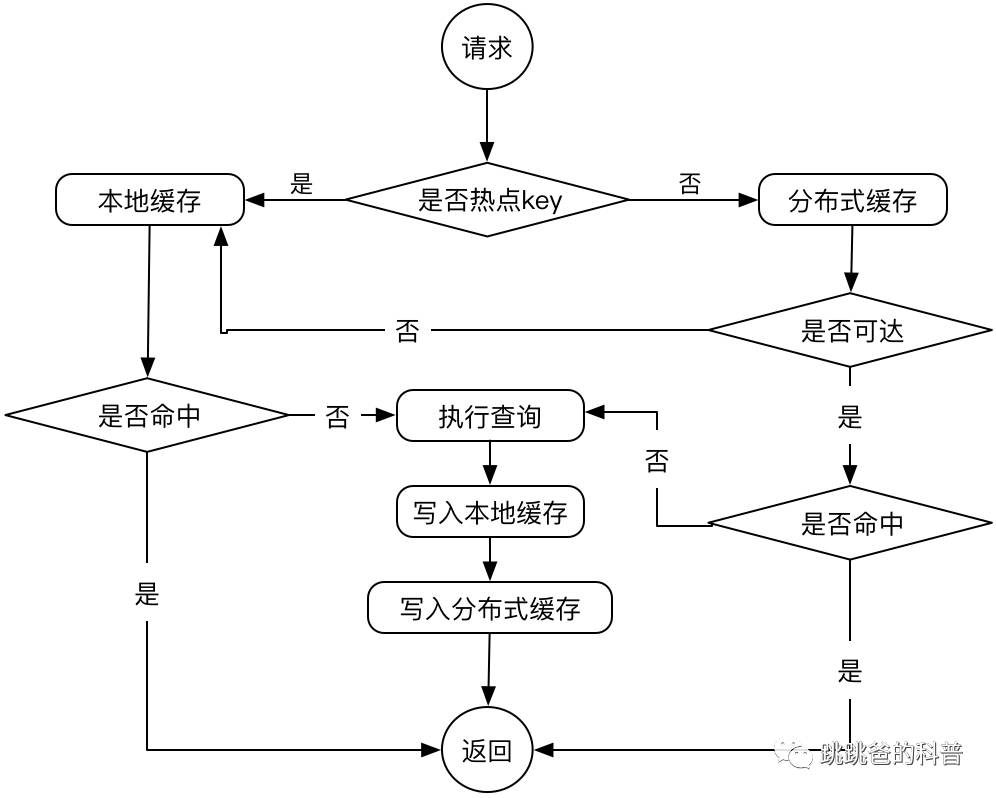 请求
是
是否热点key
否
本地缓存
分布式缓存
否
是否可达
是否命中
否
执行查询
是
否
写入本地缓存
是否命中
是
写入分布式缓存
是
返回
跳跳爸的科普